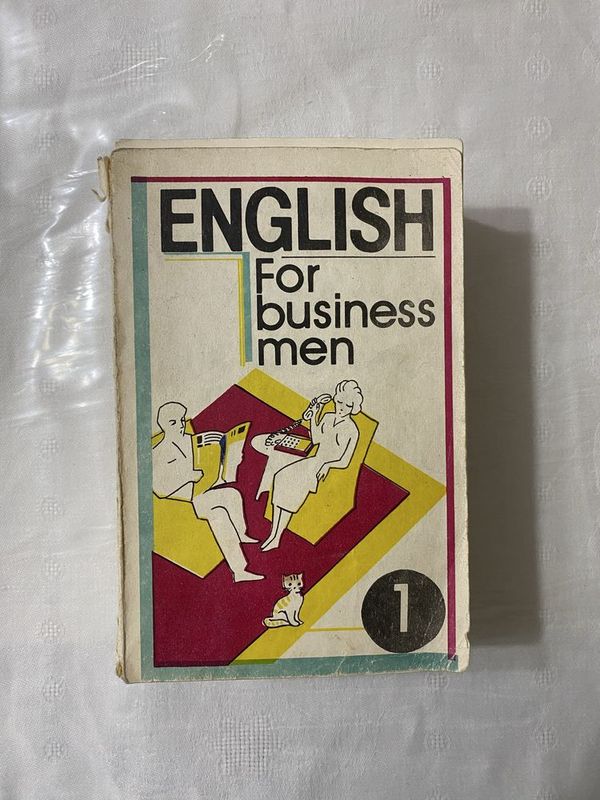 ENGLISH
For
business
men
1